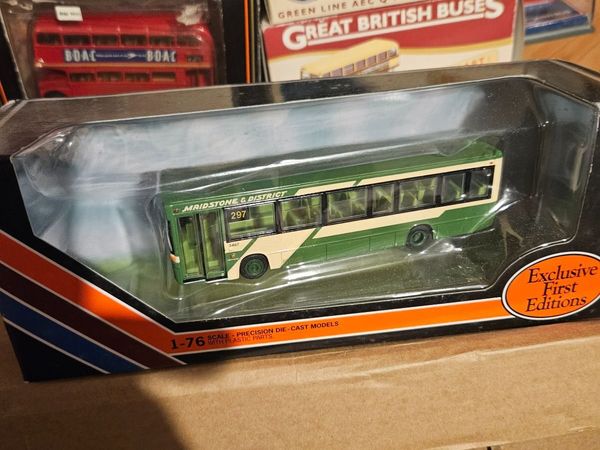 GREEN LINE AEC
GREAT BRITISH BUSES
BOAC BOAC
MAIDSTONE & DISTRICT
297
Exclusive
First
Editions
1-76 SCALE - PRECISION DIE-CAST MODELS
WITH PLASTIC PARTS